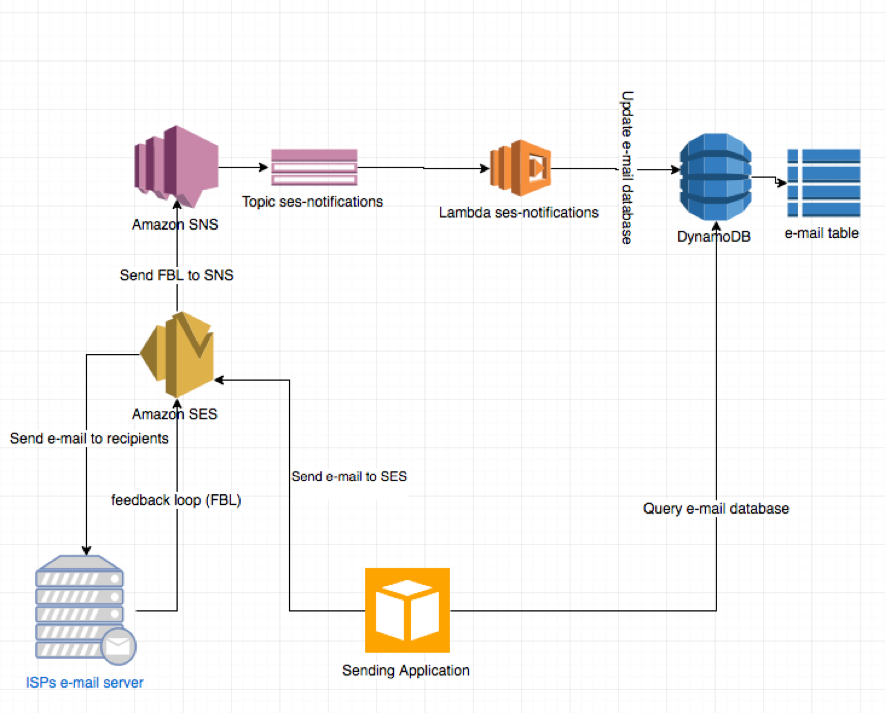 Update e-mail database
Amazon SNS
Topic ses-notifications
Lambda ses-notifications
DynamoDB
e-mail table
Send FBL to SNS
Amazon SES
Send e-mail to recipients
Send e-mail to SES
feedback loop (FBL)
Query e-mail database
Sending Application
ISPs e-mail server